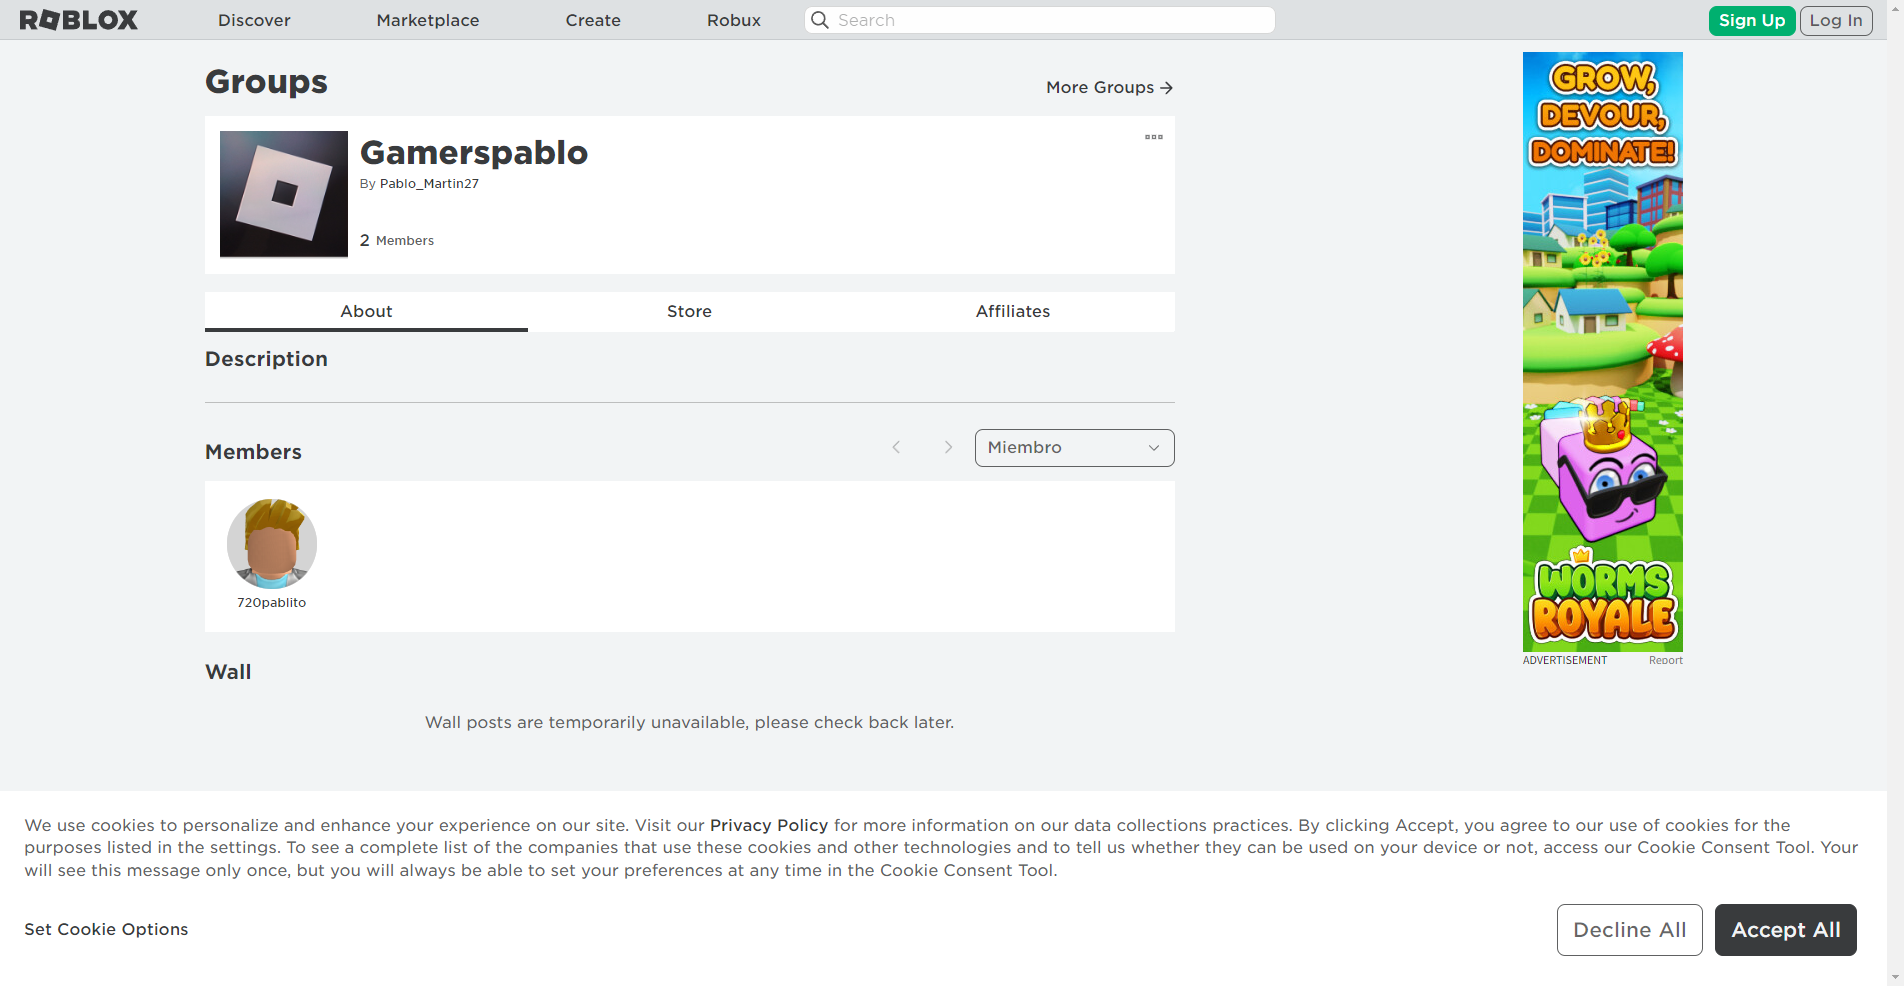 ROBLOX
Discover
Marketplace
Create
Robux
Search
Sign Up
Log In
Groups
More Groups →
Gamerspablo
By Pablo_Martin27
2 Members
About
Store
Affiliates
Description
Members
Miembro
720pablito
Wall
Wall posts are temporarily unavailable, please check back later.
GROW,
DEVOUR,
DOMINATE!
WORMS
ROYALE
ADVERTISEMENT
Report
We use cookies to personalize and enhance your experience on our site. Visit our Privacy Policy for more information on our data collections practices. By clicking Accept, you agree to our use of cookies for the
purposes listed in the settings. To see a complete list of the companies that use these cookies and other technologies and to tell us whether they can be used on your device or not, access our Cookie Consent Tool. Your
will see this message only once, but you will always be able to set your preferences at any time in the Cookie Consent Tool.
Set Cookie Options
Decline All
Accept All